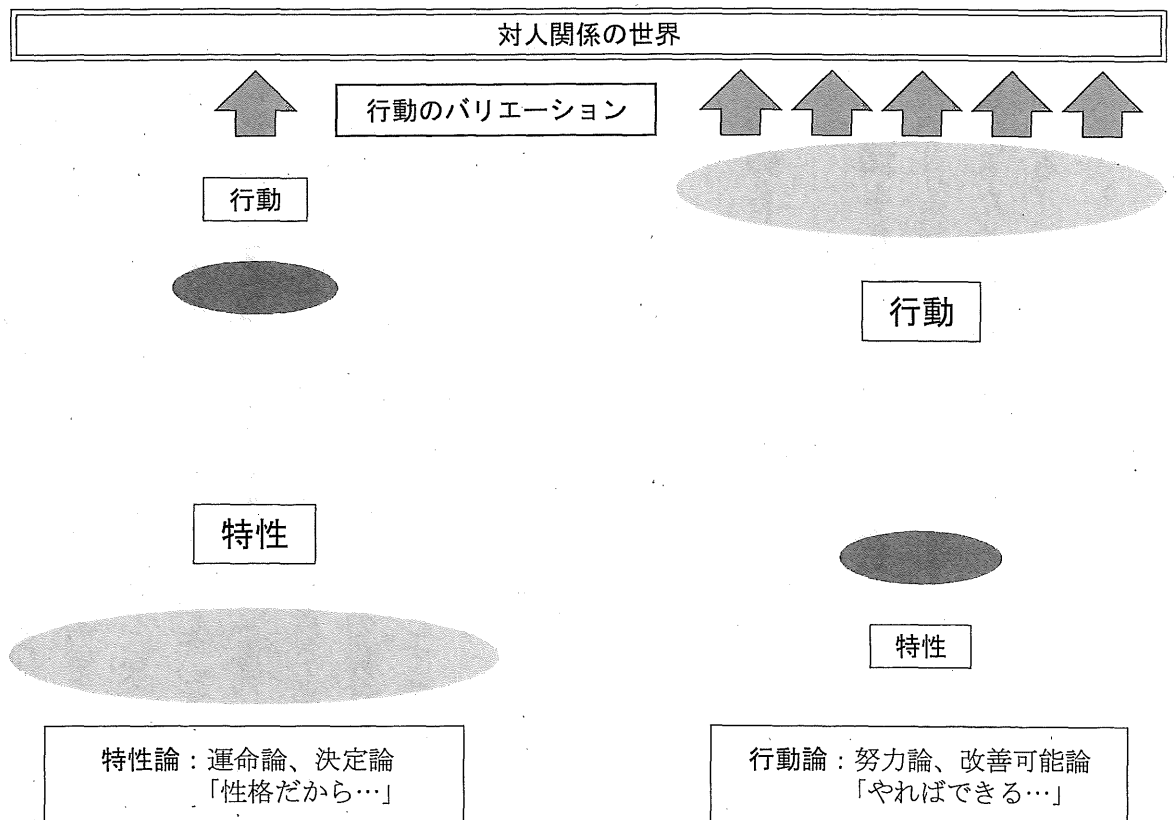 対人関係の世界
行動のバリエーション
行動
行動
特性
特性
特性論：運命論、決定論
「性格だから…」
行動論：努力論、改善可能論
「やればできる…」